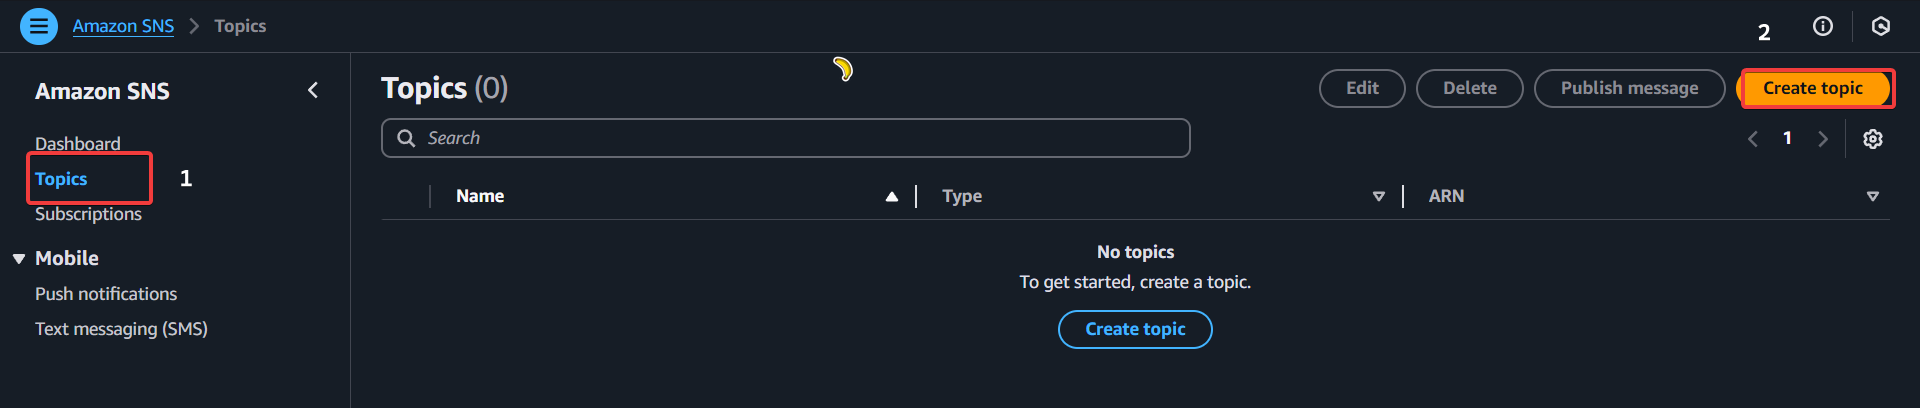 Amazon SNS > Topics
2
Amazon SNS
Dashboard
Topics
1
Subscriptions
Mobile
Push notifications
Text messaging (SMS)
Topics (0)
Edit
Delete
Publish message
Create topic
Search
1
Name
Type
ARN
No topics
To get started, create a topic.
Create topic